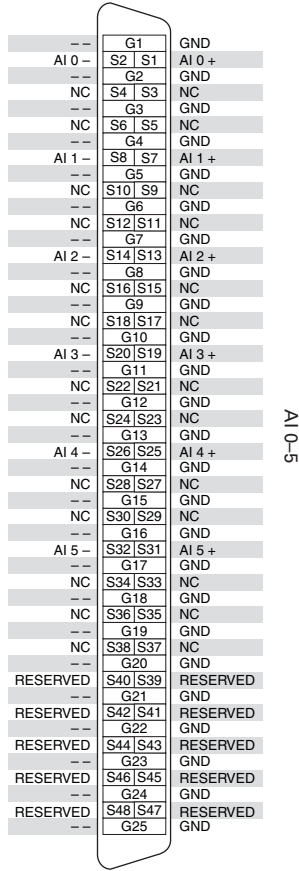 – – G1 GND
AI 0 – S2 S1 AI 0 +
– – G2 GND
NC S4 S3 NC
– – G3 GND
NC S6 S5 NC
– – G4 GND
AI 1 – S8 S7 AI 1 +
– – G5 GND
NC S10 S9 NC
– – G6 GND
NC S12 S11 NC
– – G7 GND
AI 2 – S14 S13 AI 2 +
– – G8 GND
NC S16 S15 NC
– – G9 GND
NC S18 S17 NC
– – G10 GND
AI 3 – S20 S19 AI 3 +
– – G11 GND
NC S22 S21 NC
– – G12 GND
NC S24 S23 NC
– – G13 GND
AI 4 – S26 S25 AI 4 +
– – G14 GND
NC S28 S27 NC
– – G15 GND
NC S30 S29 NC
– – G16 GND
AI 5 – S32 S31 AI 5 +
– – G17 GND
NC S34 S33 NC
– – G18 GND
NC S36 S35 NC
– – G19 GND
NC S38 S37 NC
– – G20 GND
RESERVED S40 S39 RESERVED
– – G21 GND
RESERVED S42 S41 RESERVED
– – G22 GND
RESERVED S44 S43 RESERVED
– – G23 GND
RESERVED S46 S45 RESERVED
– – G24 GND
RESERVED S48 S47 RESERVED
– – G25 GND
AI 0–5